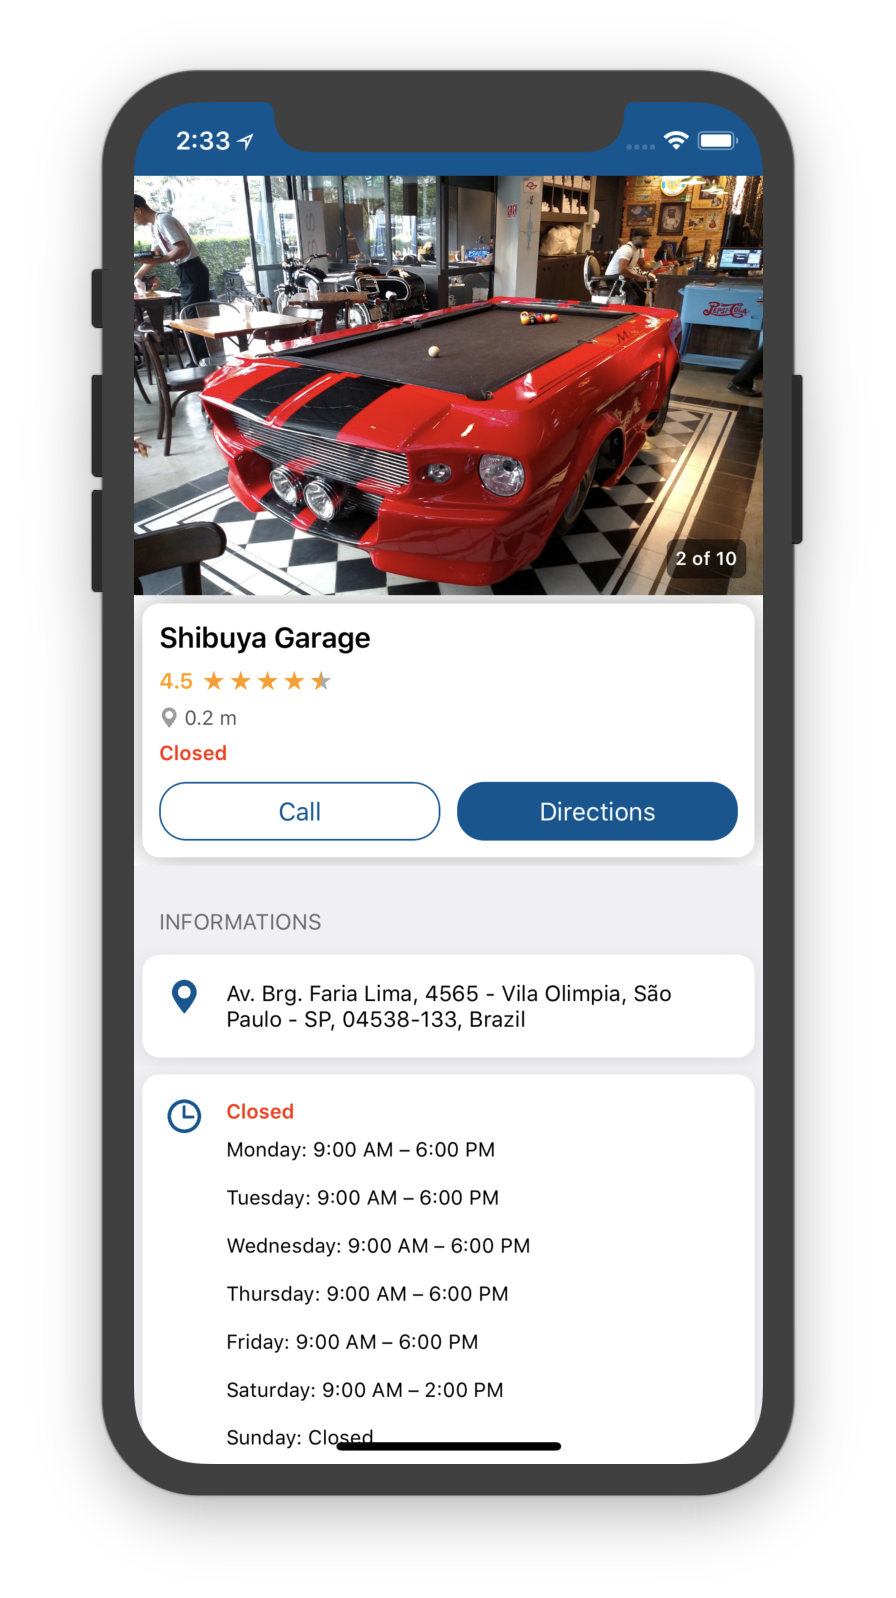 2:33
PEPSI-COLA
2 of 10
Shibuya Garage
4.5
0.2 m
Closed
Call
Directions
INFORMATIONS
Av. Brg. Faria Lima, 4565 - Vila Olimpia, São
Paulo - SP, 04538-133, Brazil
Closed
Monday: 9:00 AM – 6:00 PM
Tuesday: 9:00 AM – 6:00 PM
Wednesday: 9:00 AM – 6:00 PM
Thursday: 9:00 AM – 6:00 PM
Friday: 9:00 AM – 6:00 PM
Saturday: 9:00 AM – 2:00 PM
Sunday: Closed